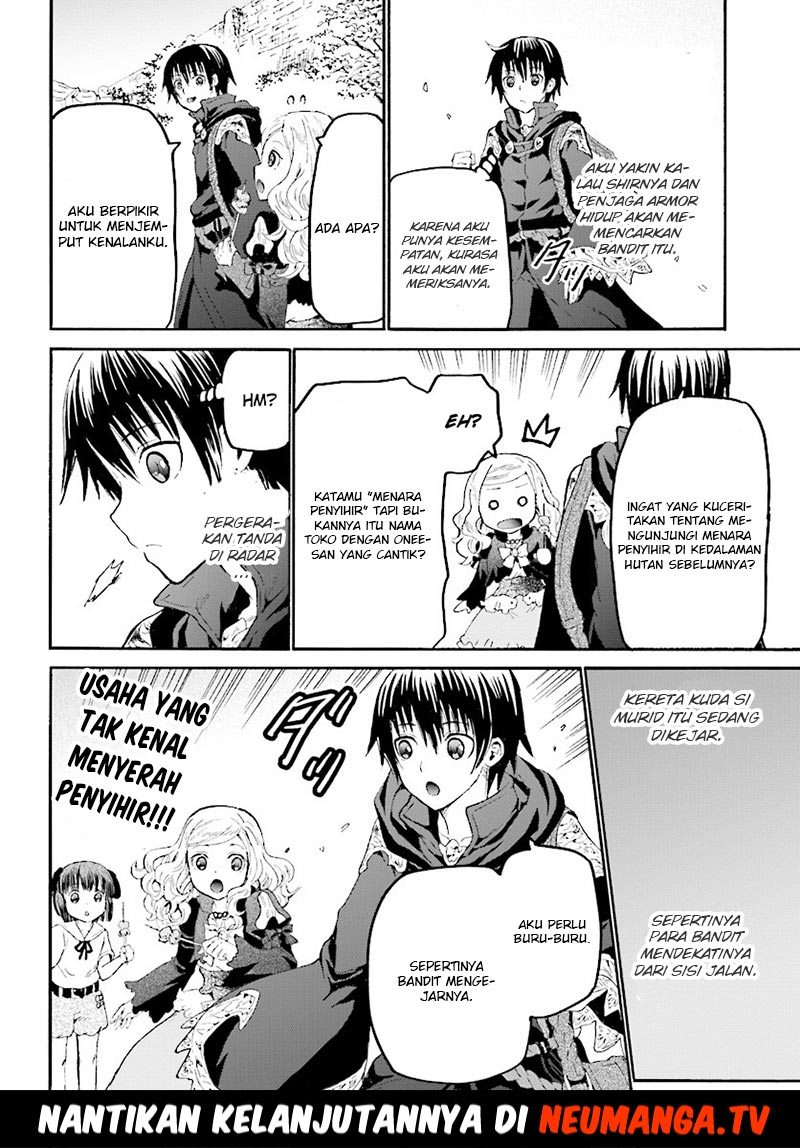 AKU YAKIN KA-
LAU SHIRNYA DAN
PENJAGA ARMOR
HIDUP AKAN ME-
MENCARKAN
BANDIT ITU.
KARENA AKU
PUNYA KESEM-
PATAN, KURASA
AKU AKAN ME-
MERIKSANYA.
ADA APA?
AKU BERPIKIR
UNTUK MENJEM-
PUT KENALANKU.
INGAT YANG KUCERI-
TAKAN TENTANG ME-
NGUNJUNGI MENARA
PENYIHIR DI KEDALAMAN
HUTAN SEBELUMNYA?
EH?
KATAMU "MENARA
PENYIHIR" TAPI BU-
KANNYA ITU NAMA
TOKO DENGAN ONEE-
SAN YANG CANTIK?
HM?
PERGERA-
KAN TANDA
DI RADAR
......
KERETA KUDA SI
MURID ITU SEDANG
DIKEJAR.
SEPERTINYA
PARA BANDIT
MENDEKATINYA
DARI SISI JALAN.
AKU PERLU
BURU-BURU.
SEPERTINYA
BANDIT MENGE-
JARNYA.
USAHA YANG
TAK KENAL
MENYERAH
PENYIHIR!!!
NANTIKAN KELANJUTANNYA DI NEUMANGA.TV